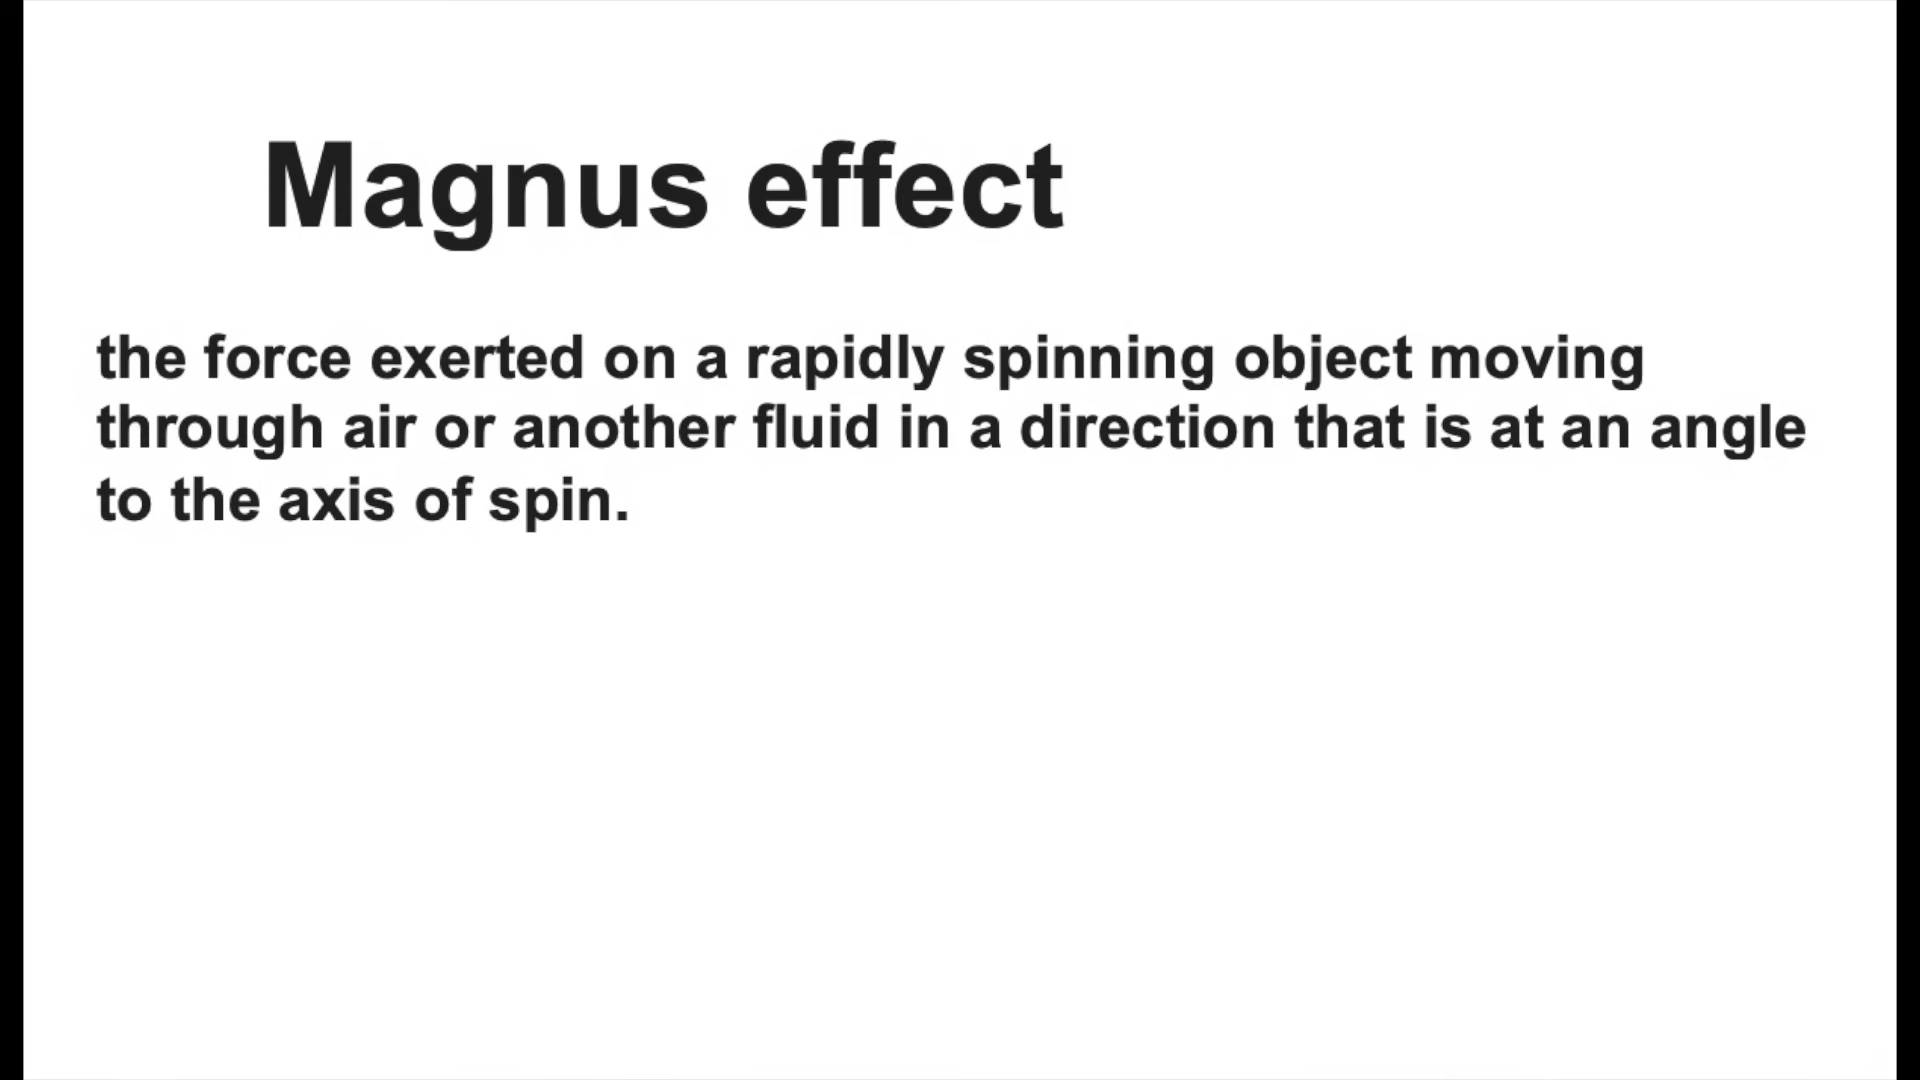 Magnus effect
the force exerted on a rapidly spinning object moving
through air or another fluid in a direction that is at an angle
to the axis of spin.